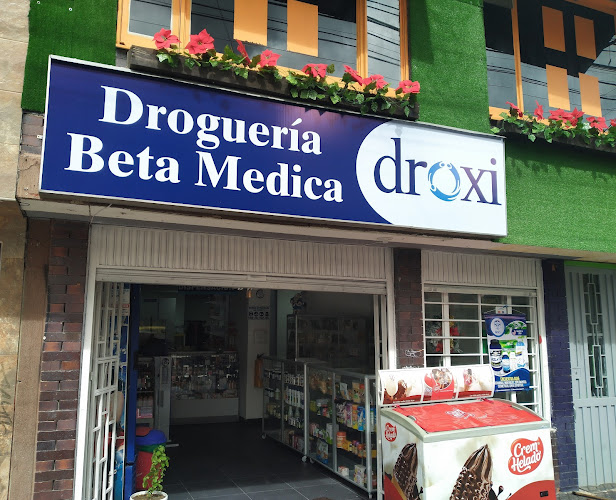 Droguería
Beta Medica
droxi
Crem
Helado